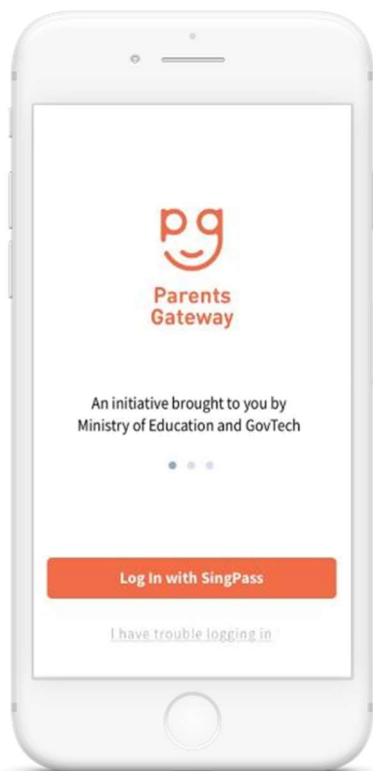 pg
Parents
Gateway
An initiative brought to you by
Ministry of Education and GovTech
Log In with SingPass
I have trouble logging in